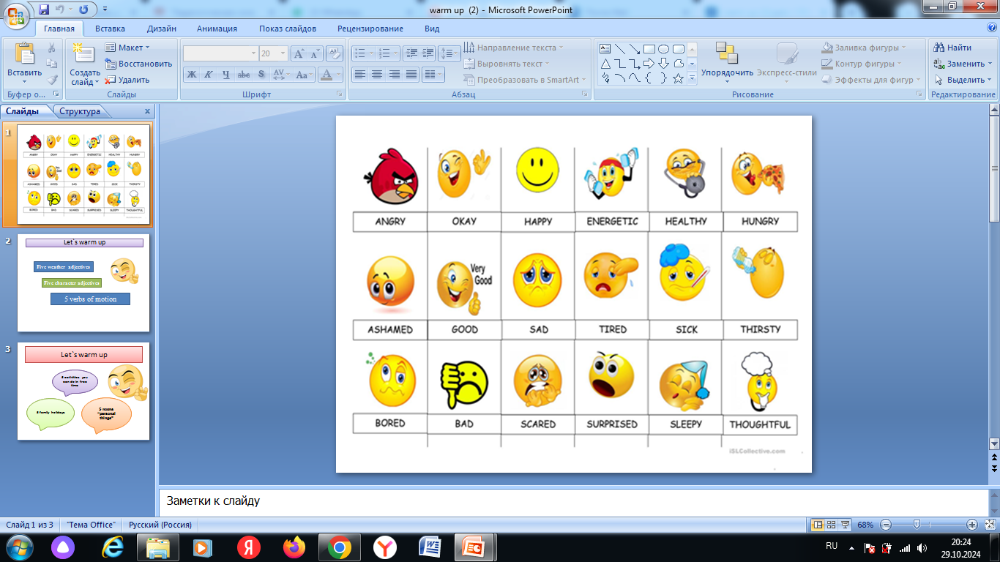 warm up (2) - Microsoft PowerPoint
Главная Вставка Дизайн Анимация Показ слайдов Рецензирование Вид
Вставить
Буфер о...
Создать слайд
Макет
Восстановить
Удалить
Слайды
20
Ж К Ч abc S AV Aa A
Шрифт
Направление текста
Выровнять текст
Преобразовать в SmartArt
Абзац
Упорядочить
Экспресс-стили
Заливка фигуры
Контур фигуры
Эффекты для фигур
Рисование
Найти
Заменить
Выделить
Редактирование
Слайды Структура x
1
ANGRY OKAY HAPPY ENERGETIC HEALTHY HUNGRY
ASHAMED GOOD SAD TIRED SICK THIRSTY
BORED BAD SCARED SURPRISED SLEEPY THOUGHTFUL
2
Let`s warm up
Five weather adjectives
Five character adjectives
5 verbs of motion
3
Let`s warm up
5 activities you
can do in free
time
5 family holidays
5 nouns
"personal
things"
ANGRY OKAY HAPPY ENERGETIC HEALTHY HUNGRY
Very
Good
ASHAMED GOOD SAD TIRED SICK THIRSTY
BORED BAD SCARED SURPRISED SLEEPY THOUGHTFUL
iSLCollective.com
Заметки к слайду
Слайд 1 из 3 "Тема Office" Русский (Россия) 68%
RU
20:24
29.10.2024